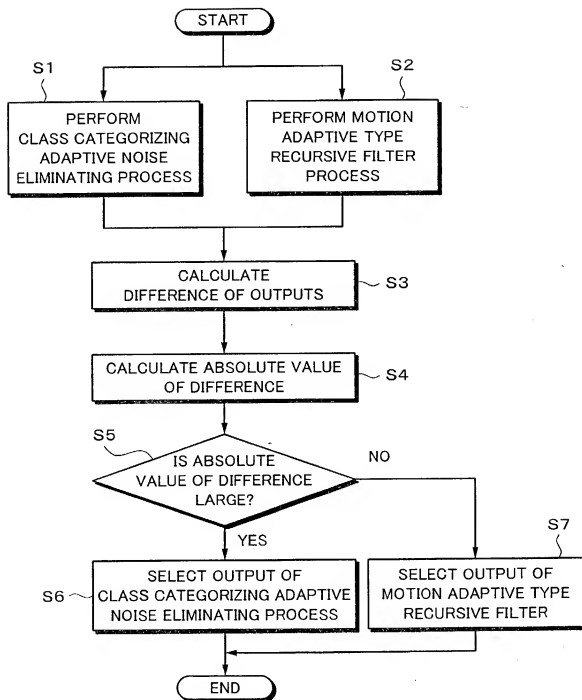 START
S1
PERFORM
CLASS CATEGORIZING
ADAPTIVE NOISE
ELIMINATING PROCESS
S2
PERFORM MOTION
ADAPTIVE TYPE
RECURSIVE FILTER
PROCESS
CALCULATE
DIFFERENCE OF OUTPUTS
S3
CALCULATE ABSOLUTE VALUE
OF DIFFERENCE
S4
S5
IS ABSOLUTE
VALUE OF DIFFERENCE
LARGE?
NO
YES
S6
SELECT OUTPUT OF
CLASS CATEGORIZING ADAPTIVE
NOISE ELIMINATING PROCESS
S7
SELECT OUTPUT OF
MOTION ADAPTIVE TYPE
RECURSIVE FILTER
END